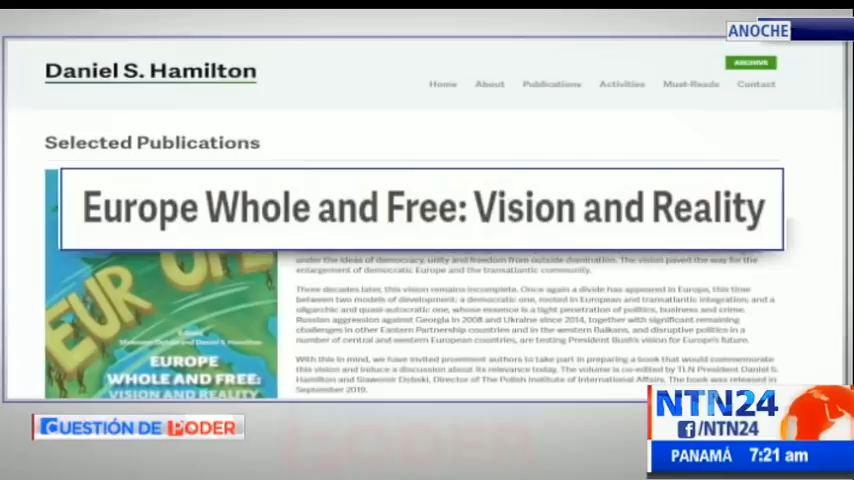 ANOCHE
Daniel S. Hamilton
ARCHIVE
Home About Publications Activities Must-Reads Contact
Selected Publications
Europe Whole and Free: Vision and Reality
under the ideas of democracy, unity and freedom from outside domination. The vision paved the way for the
enlargement of democratic Europe and the transatlantic community.
Three decades later, this vision remains incomplete. Once again a divide has appeared in Europe, this time
between two models of development: a democratic one, rooted in European and transatlantic integration; and a
oligarchic and quasi-autocratic one, whose essence is a tight penetration of politics, business and crime.
Russian aggression against Georgia in 2008 and Ukraine since 2014, together with significant remaining
challenges in other Eastern Partnership countries and in the western Balkans, and disruptive politics in a
number of central and western European countries, are testing President Bush's vision for Europe's future.
With this in mind, we have invited prominent authors to take part in preparing a book that would commemorate
this vision and induce a discussion about its relevance today. The volume is co-edited by TLN President Daniel S.
Hamilton and Slawomir Debski, Director of The Polish Institute of International Affairs. The book was released in
September 2019.
EUR OPE
Slawomir Debski and Daniel S. Hamilton
EUROPE
WHOLE AND FREE:
VISION AND REALITY
CUESTIÓN DE PODER
NTN24
f/NTN24
PANAMÁ 7:21 am